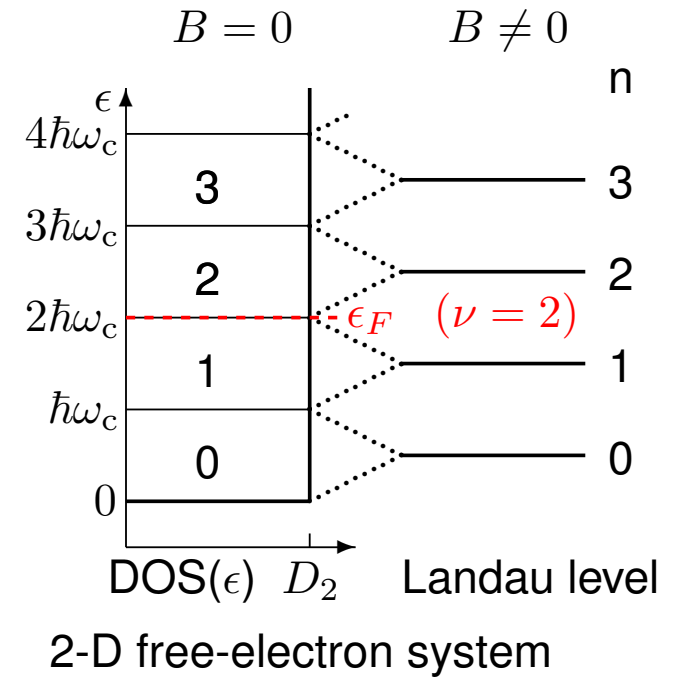 B = 0
B ≠ 0
n
ϵ
4ħω_c
3
3
3ħω_c
2
2
2ħω_c
ϵ_F (ν = 2)
1
1
ħω_c
0
0
0
DOS(ϵ) D_2 Landau level
2-D free-electron system